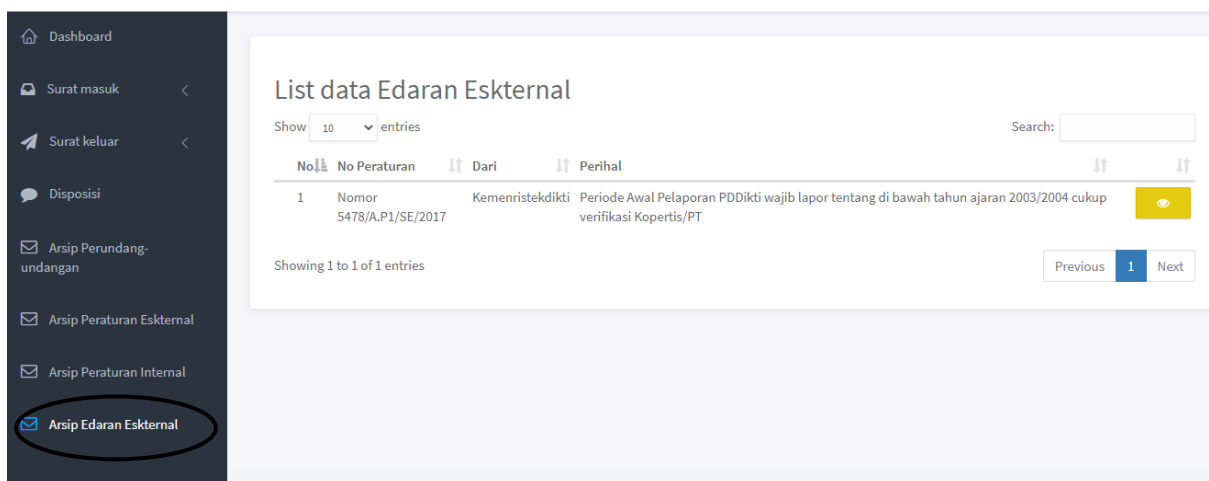 Dashboard
Surat masuk
Surat keluar
Disposisi
Arsip Perundang-
undangan
Arsip Peraturan Eskternal
Arsip Peraturan Internal
Arsip Edaran Eskternal
List data Edaran Eskternal
Show 10 entries
Search:
No No Peraturan Dari Perihal
1 Nomor Kemenristekdikti Periode Awal Pelaporan PDDikti wajib lapor tentang di bawah tahun ajaran 2003/2004 cukup
5478/A.P1/SE/2017 verifikasi Kopertis/PT
Showing 1 to 1 of 1 entries
Previous 1 Next